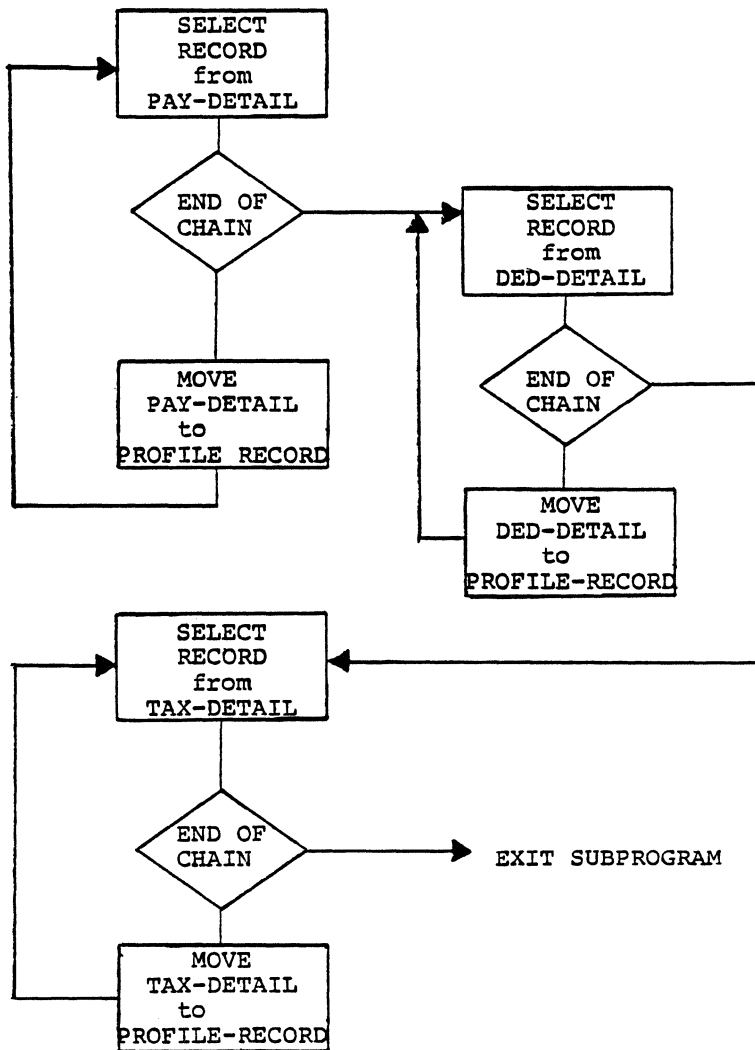 SELECT
RECORD
from
PAY-DETAIL
END OF
CHAIN
MOVE
PAY-DETAIL
to
PROFILE RECORD
SELECT
RECORD
from
DED-DETAIL
END OF
CHAIN
MOVE
DED-DETAIL
to
PROFILE-RECORD
SELECT
RECORD
from
TAX-DETAIL
END OF
CHAIN
EXIT SUBPROGRAM
MOVE
TAX-DETAIL
to
PROFILE-RECORD